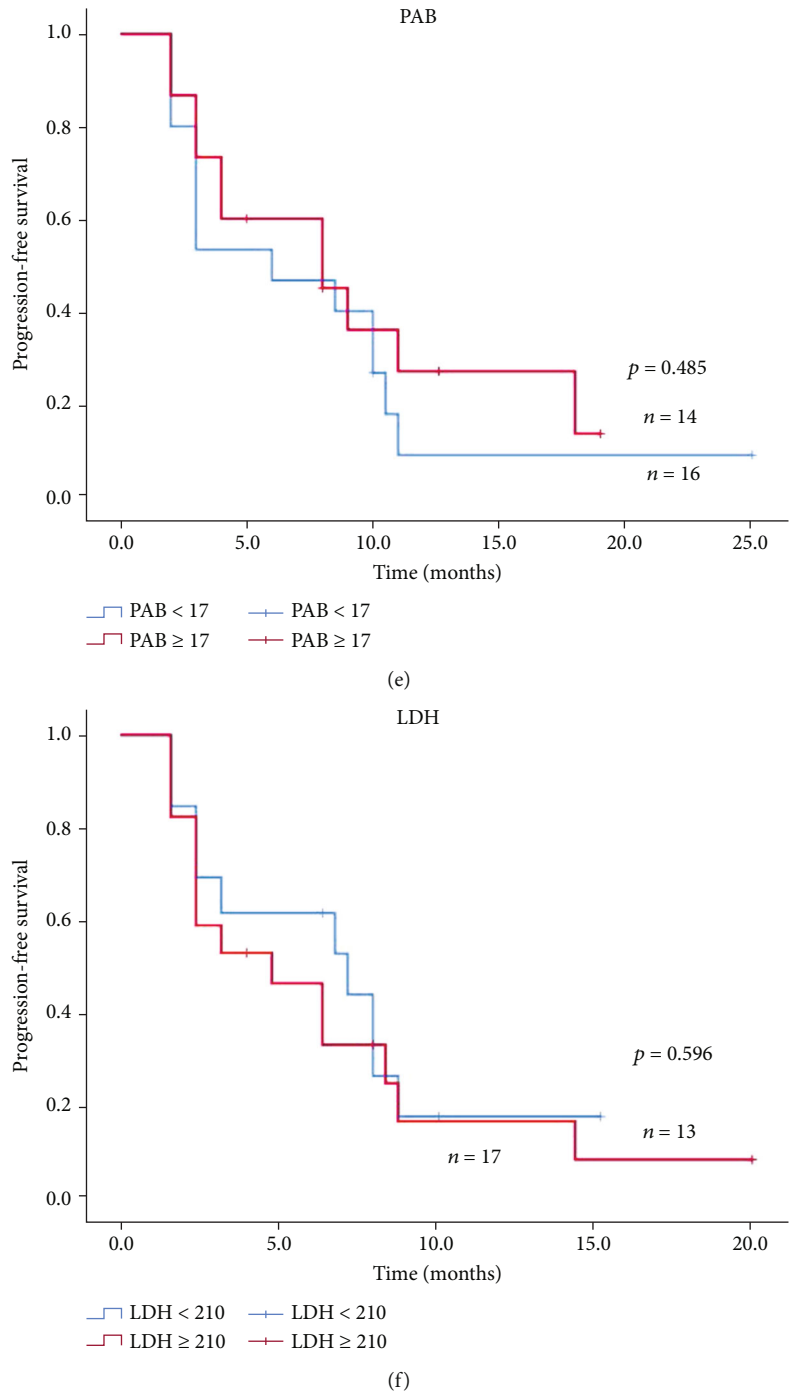 PAB
1.0
0.8
0.6
0.4
0.2
0.0
Progression-free survival
p = 0.485
n = 14
n = 16
0.0 5.0 10.0 15.0 20.0 25.0
Time (months)
PAB < 17 PAB < 17
PAB ≥ 17 PAB ≥ 17
(e)
LDH
1.0
0.8
0.6
0.4
0.2
0.0
Progression-free survival
p = 0.596
n = 13
n = 17
0.0 5.0 10.0 15.0 20.0
Time (months)
LDH < 210 LDH < 210
LDH ≥ 210 LDH ≥ 210
(f)